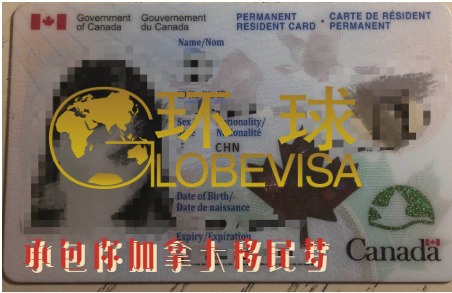 Government of Canada
Gouvernement du Canada
PERMANENT RESIDENT CARD
CARTE DE RÉSIDENT PERMANENT
Name/Nom
环球
Nationality/
Nationalité
CHN
GLOBEVISA
Date of Birth/
Date de naissance
Expiry/Expiration
承包你加拿大移民梦
Canada